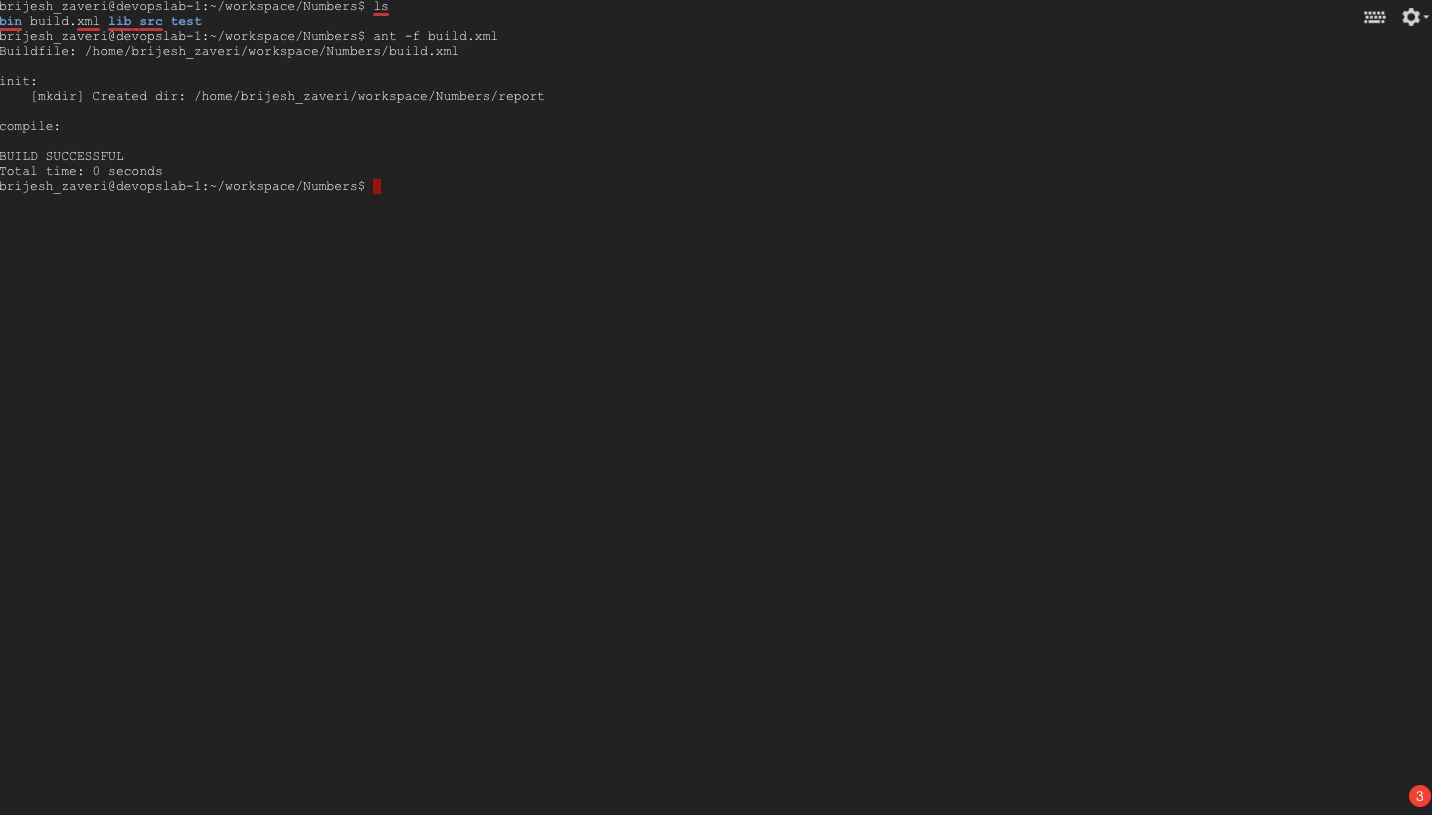 brijesh_zaveri@devopslab-1:~/workspace/Numbers$ ls
bin build.xml lib src test
brijesh_zaveri@devopslab-1:~/workspace/Numbers$ ant -f build.xml
Buildfile: /home/brijesh_zaveri/workspace/Numbers/build.xml
init:
[mkdir] Created dir: /home/brijesh_zaveri/workspace/Numbers/report
compile:
BUILD SUCCESSFUL
Total time: 0 seconds
brijesh_zaveri@devopslab-1:~/workspace/Numbers$
3